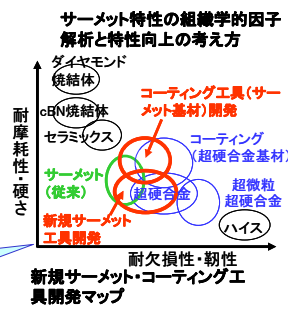 サーメット特性の組織学的因子
解析と特性向上の考え方
ダイヤモンド
焼結体
コーティング工具(サー
メット基材)開発
cBN焼結体
セラミックス
コーティング
(超硬合金基材)
耐摩耗性・硬さ
サーメット
(従来)
超硬合金
超微粒
超硬合金
新規サーメット
工具開発
ハイス
耐欠損性・靭性
新規サーメット・コーティング工
具開発マップ